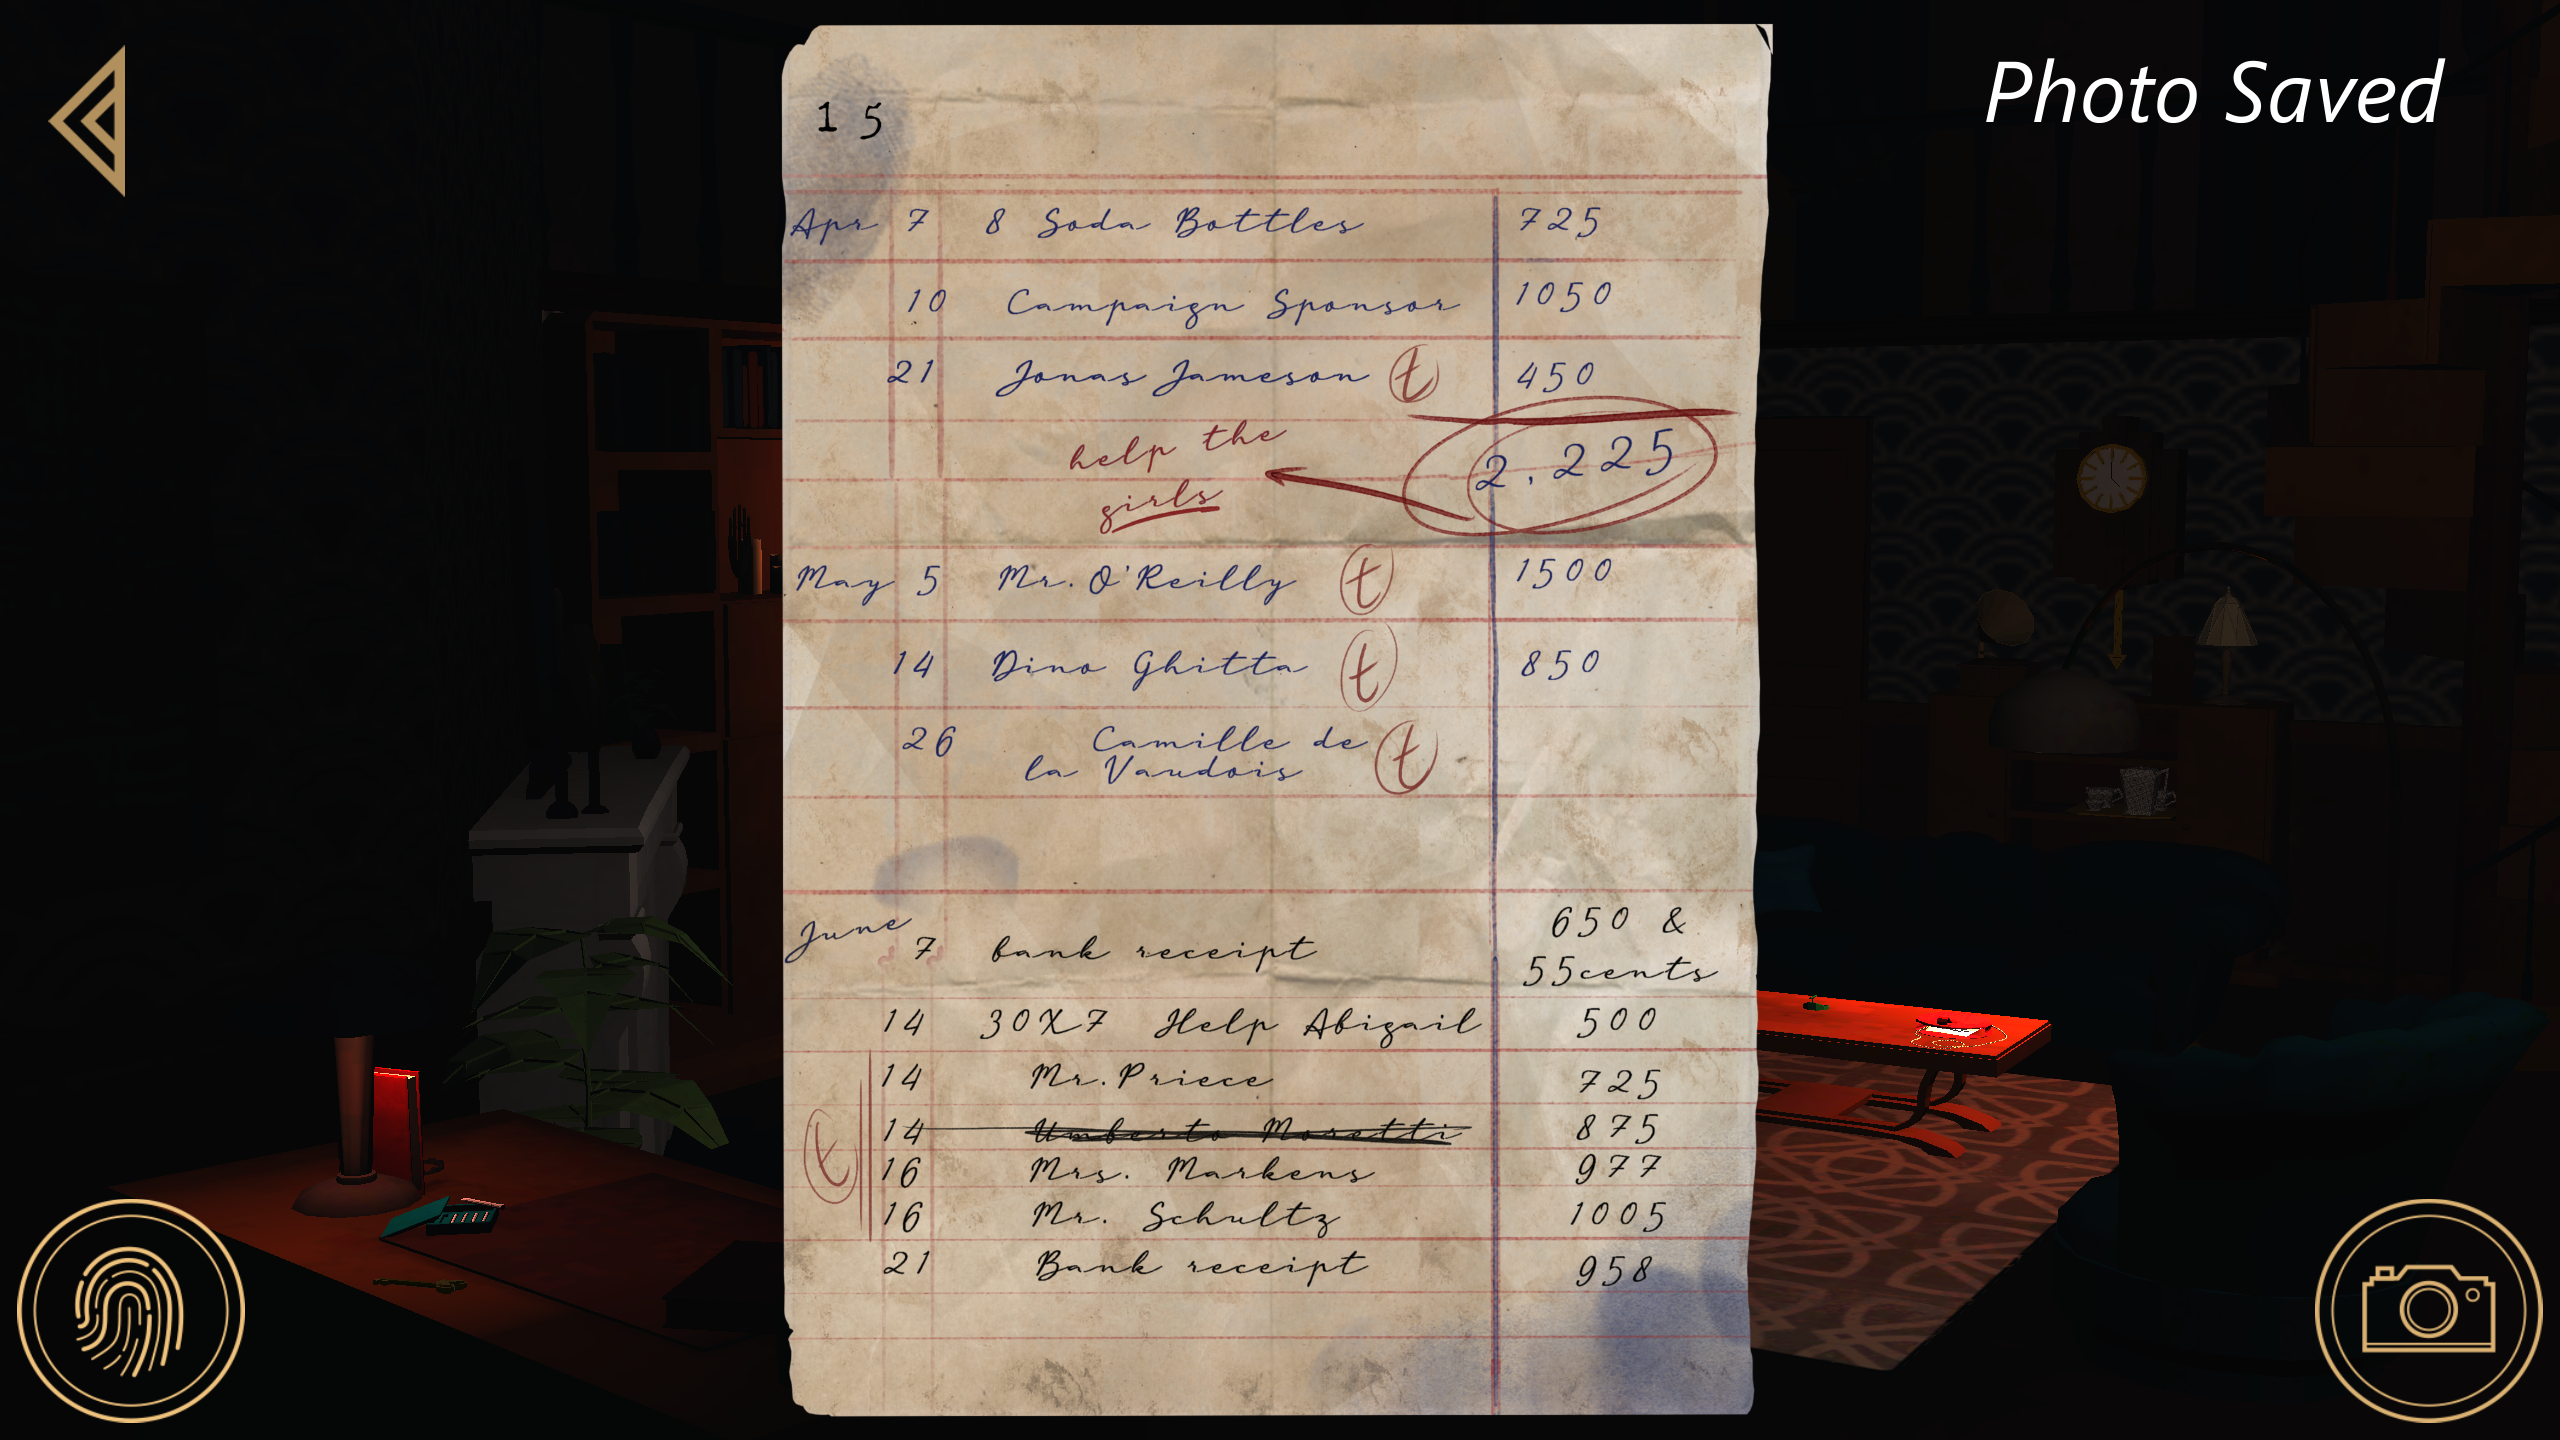 Photo Saved
15
Apr 7 8 Soda Bottles 725
10 Campaign Sponsor 1050
21 Jonas Jameson t 450
help the
girls
2.225
May 5 Mr. O'Reilly t 1500
14 Dino Ghitta t 850
26 Camille de
la Vaudois t
June 7 bank receipt 650 &
55cents
14 30X7 Help Abigail 500
14 Mr. Priece 725
t 14 Umberto Moretti 875
16 Mrs. Markens 977
16 Mr. Schultz 1005
21 Bank receipt 958